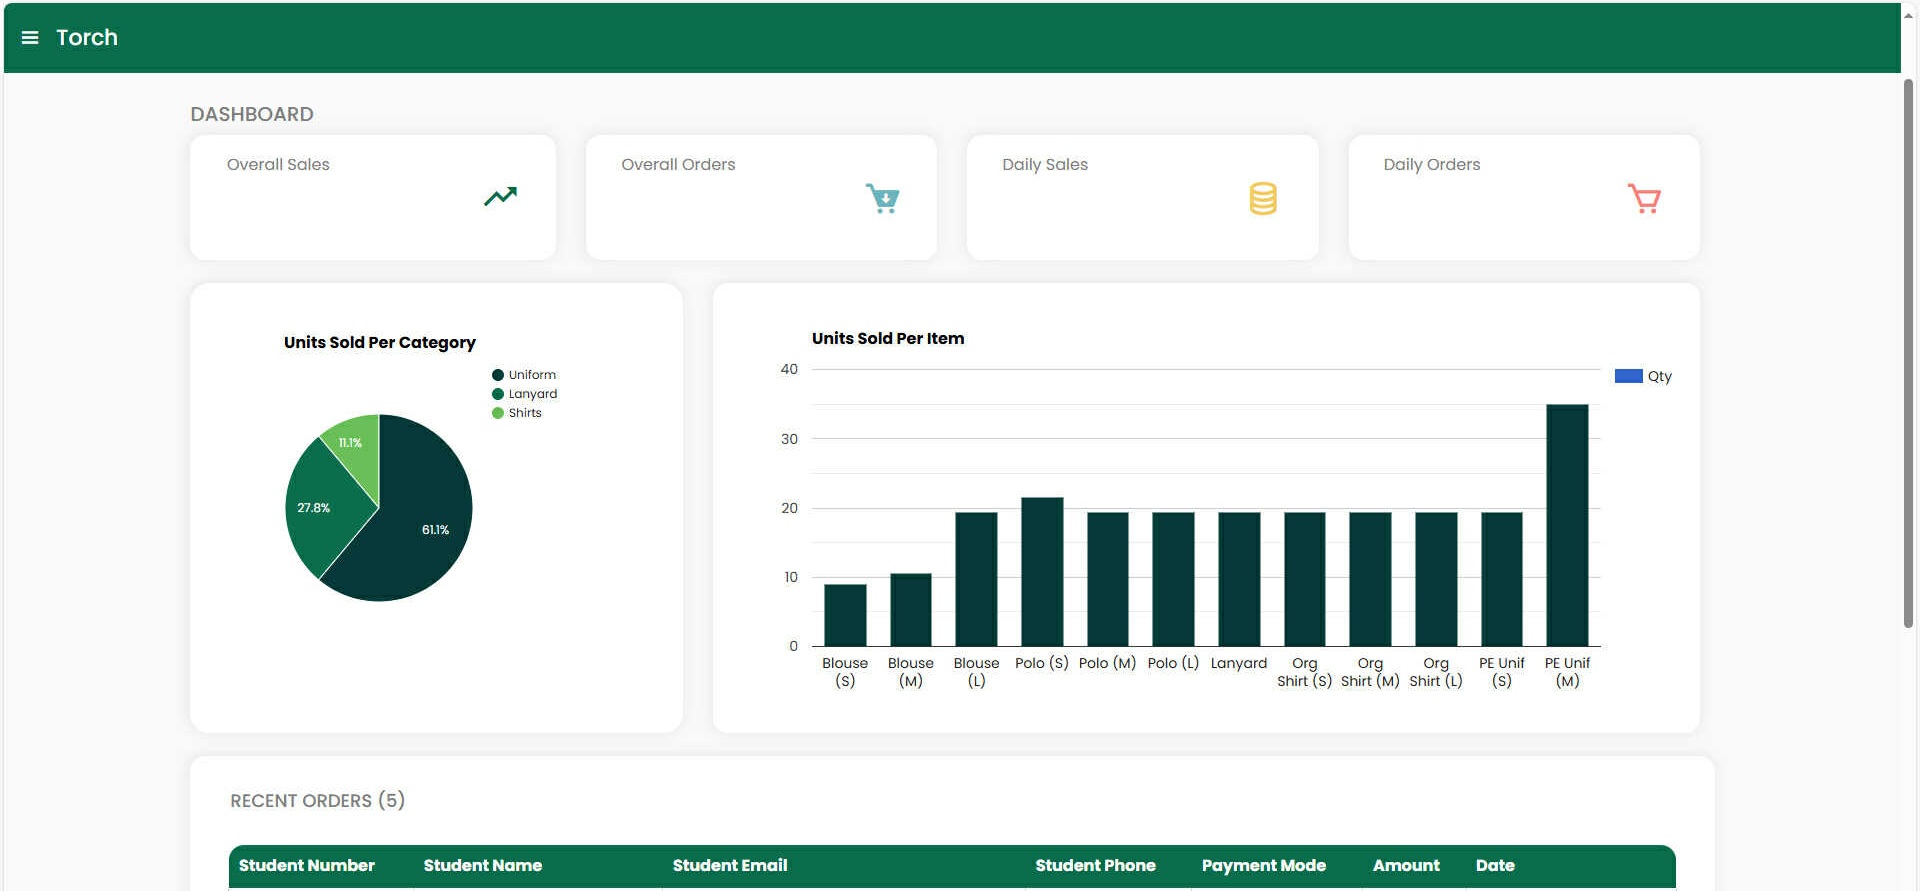 Torch
DASHBOARD
Overall Sales
Overall Orders
Daily Sales
Daily Orders
Units Sold Per Category
Uniform
Lanyard
Shirts
11.1%
27.8%
61.1%
Units Sold Per Item
40
30
20
10
0
Qty
Blouse (S)
Blouse (M)
Blouse (L)
Polo (S)
Polo (M)
Polo (L)
Lanyard
Org Shirt (S)
Org Shirt (M)
Org Shirt (L)
PE Unif (S)
PE Unif (M)
RECENT ORDERS (5)
Student Number Student Name Student Email Student Phone Payment Mode Amount Date